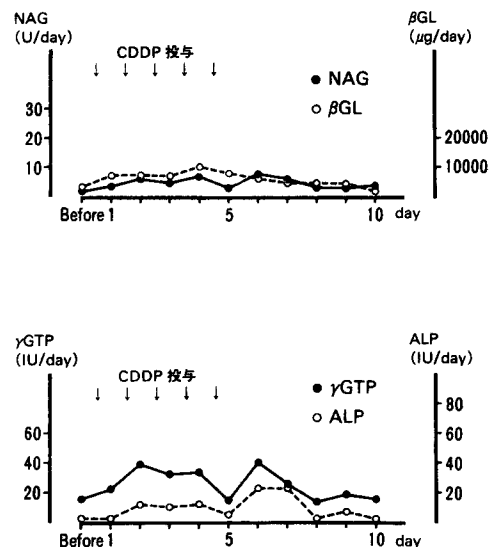 NAG
(U/day)
βGL
(μg/day)
CDDP 投与
↓ ↓ ↓ ↓ ↓
● NAG
○ βGL
30
20
10
20000
10000
Before 1 5 10 day
γGTP
(IU/day)
ALP
(IU/day)
CDDP 投与
↓ ↓ ↓ ↓ ↓
● γGTP
○ ALP
60
40
20
80
60
40
20
Before 1 5 10 day